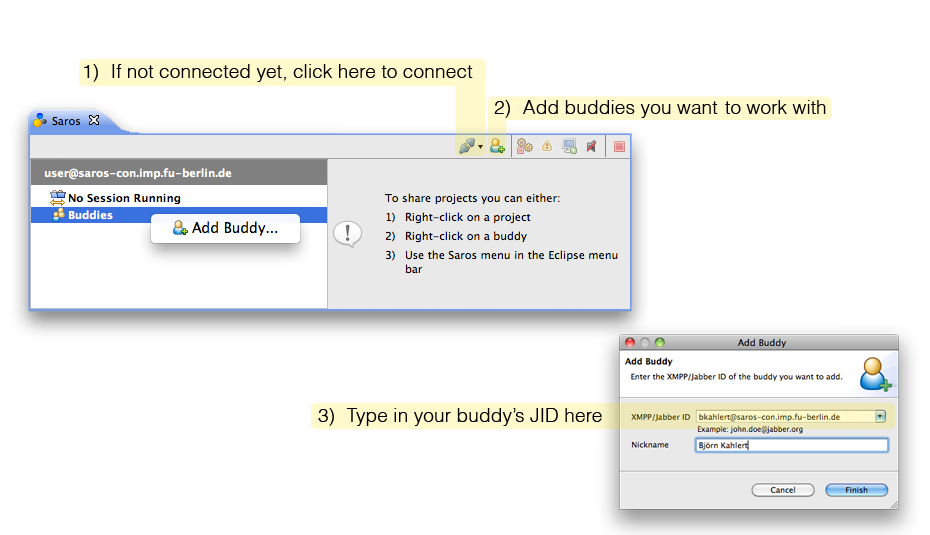 1) If not connected yet, click here to connect
2) Add buddies you want to work with
Saros
user@saros-con.imp.fu-berlin.de
No Session Running
Buddies
Add Buddy...
To share projects you can either:
1) Right-click on a project
2) Right-click on a buddy
3) Use the Saros menu in the Eclipse menu
bar
3) Type in your buddy's JID here
Add Buddy
Add Buddy
Enter the XMPP/Jabber ID of the buddy you want to add.
XMPP/Jabber ID bkahlert@saros-con.imp.fu-berlin.de
Example: john.doe@jabber.org
Nickname Björn Kahlert
Cancel Finish